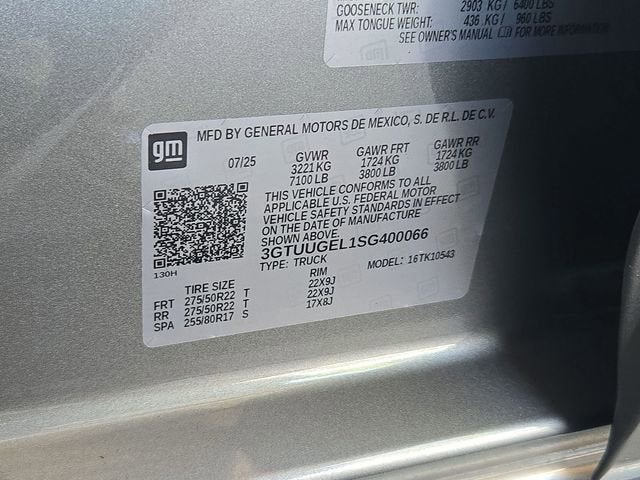 GOOSENECK TWR: 2903 KG/ 6400 LBS
MAX TONGUE WEIGHT: 436 KG/ 960 LBS
SEE OWNER'S MANUAL FOR MORE INFORMATION
gm
gm
MFD BY GENERAL MOTORS DE MEXICO, S. DE R.L. DE C.V.
07/25 GVWR GAWR FRT GAWR RR
3221 KG 1724 KG 1724 KG
7100 LB 3800 LB 3800 LB
THIS VEHICLE CONFORMS TO ALL
APPLICABLE U.S. FEDERAL MOTOR
VEHICLE SAFETY STANDARDS IN EFFECT
ON THE DATE OF MANUFACTURE
SHOWN ABOVE.
3GTUUGEL1SG400066
TYPE: TRUCK MODEL: 16TK10543
130H
TIRE SIZE RIM
FRT 275/50R22 T 22X9J
RR 275/50R22 T 22X9J
SPA 255/80R17 S 17X8J